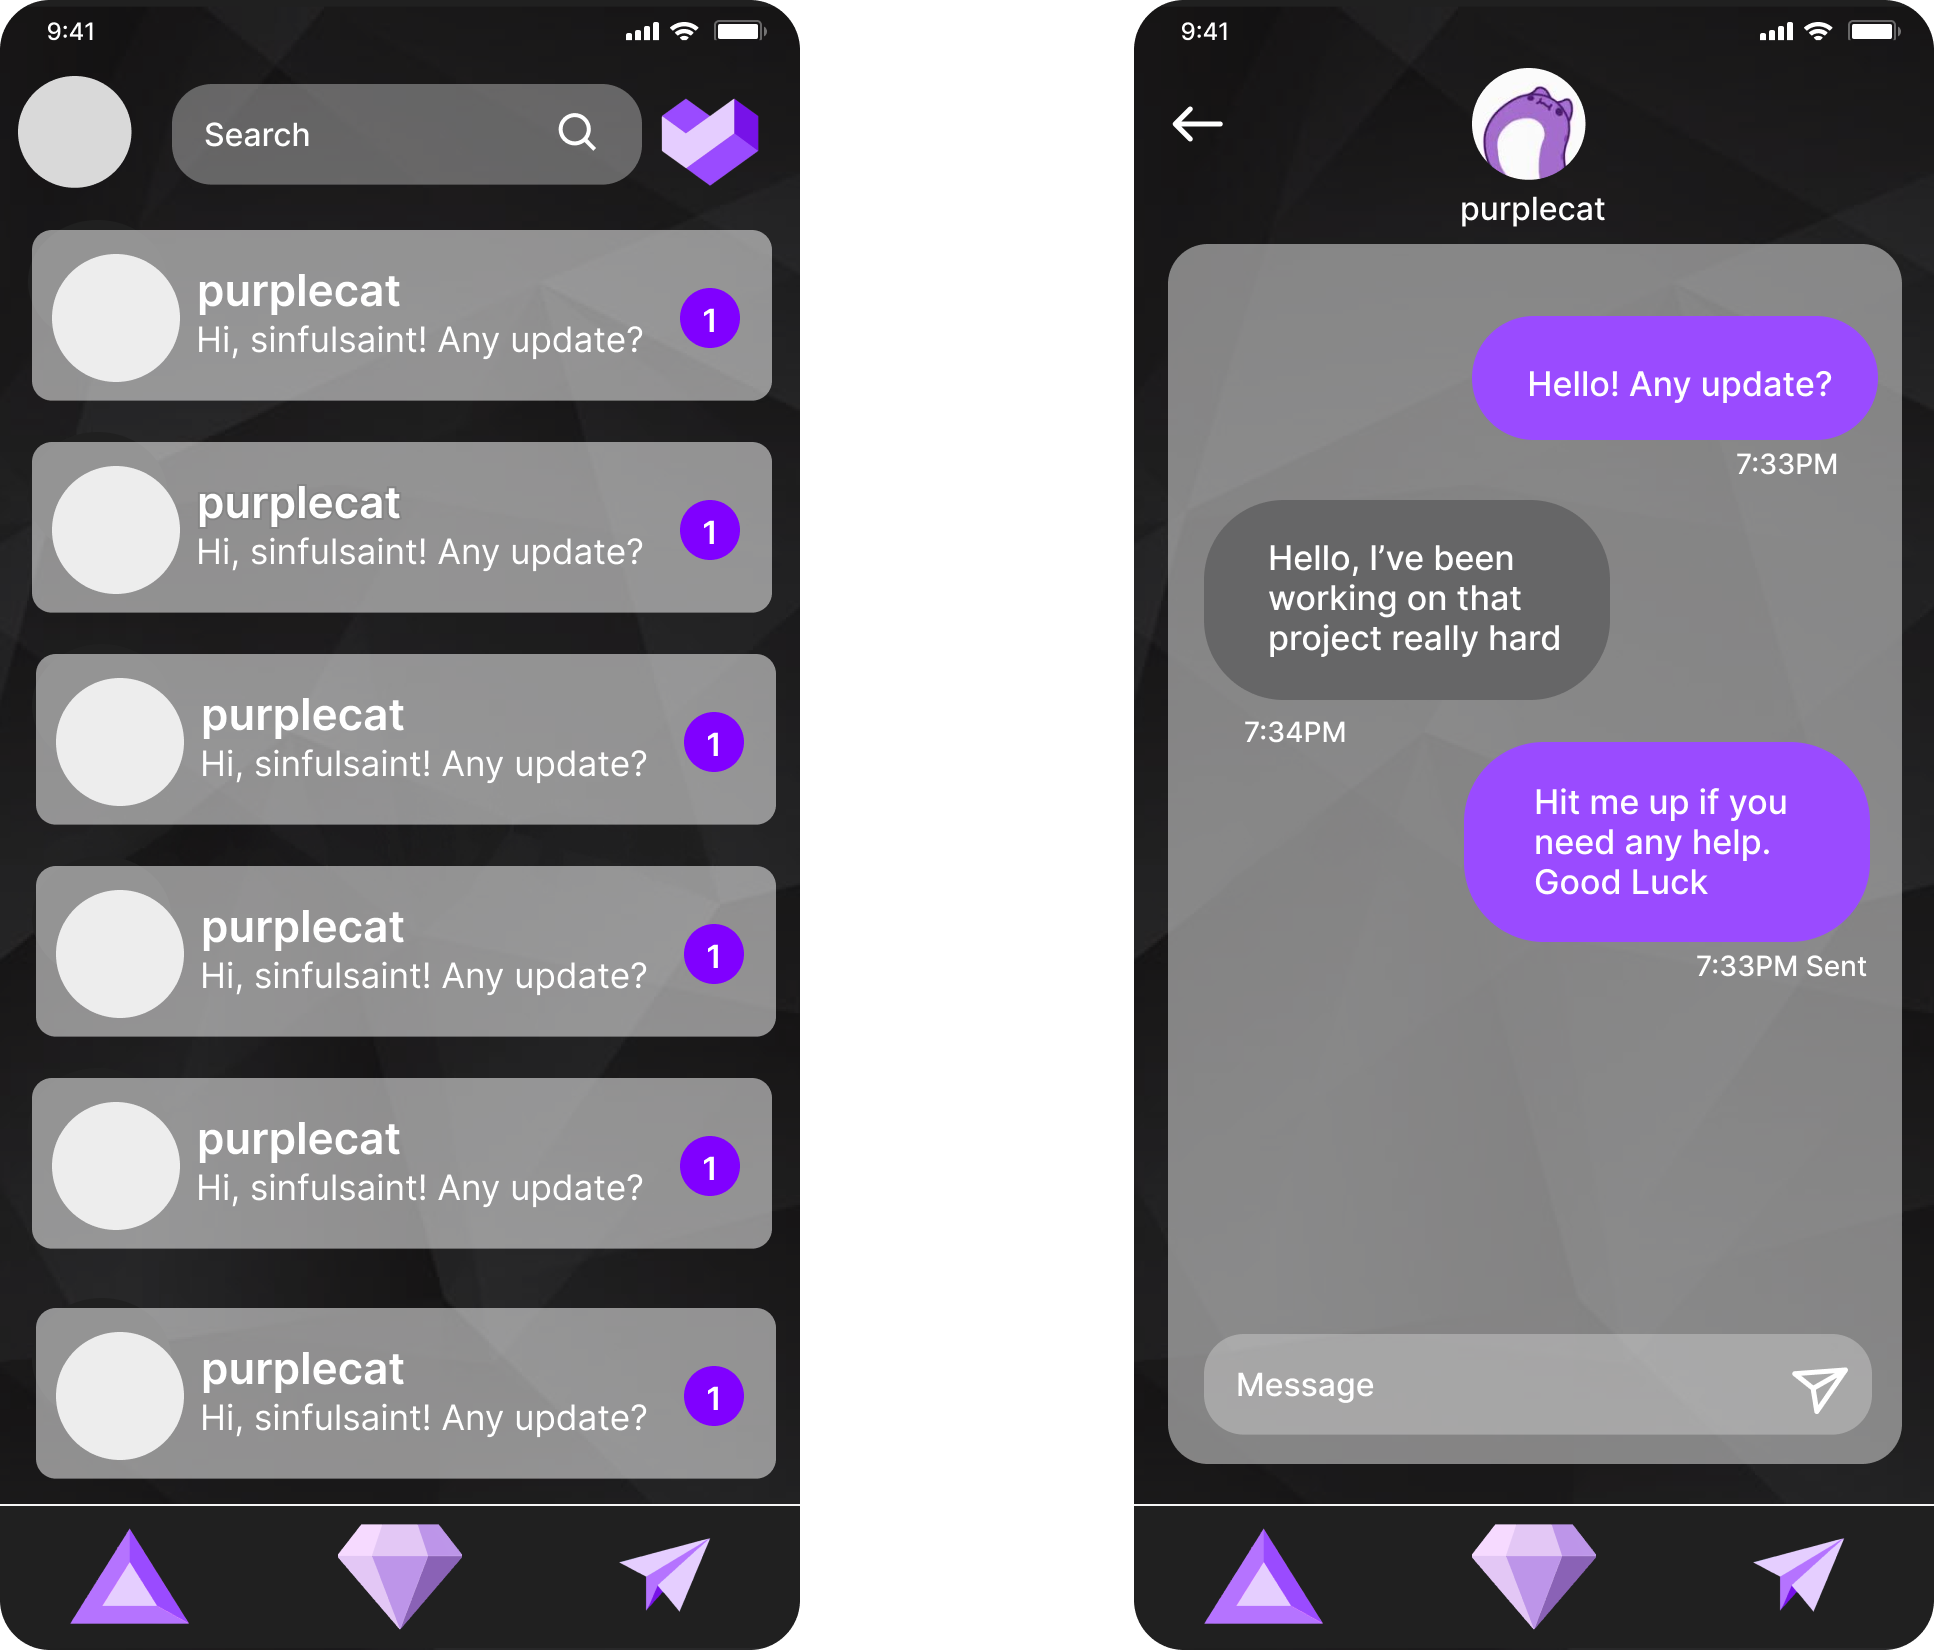 9:41
Search
purplecat
Hi, sinfulsaint! Any update?
1
purplecat
Hi, sinfulsaint! Any update?
1
purplecat
Hi, sinfulsaint! Any update?
1
purplecat
Hi, sinfulsaint! Any update?
1
purplecat
Hi, sinfulsaint! Any update?
1
purplecat
Hi, sinfulsaint! Any update?
1
9:41
purplecat
Hello! Any update?
7:33PM
Hello, I’ve been
working on that
project really hard
7:34PM
Hit me up if you
need any help.
Good Luck
7:33PM Sent
Message